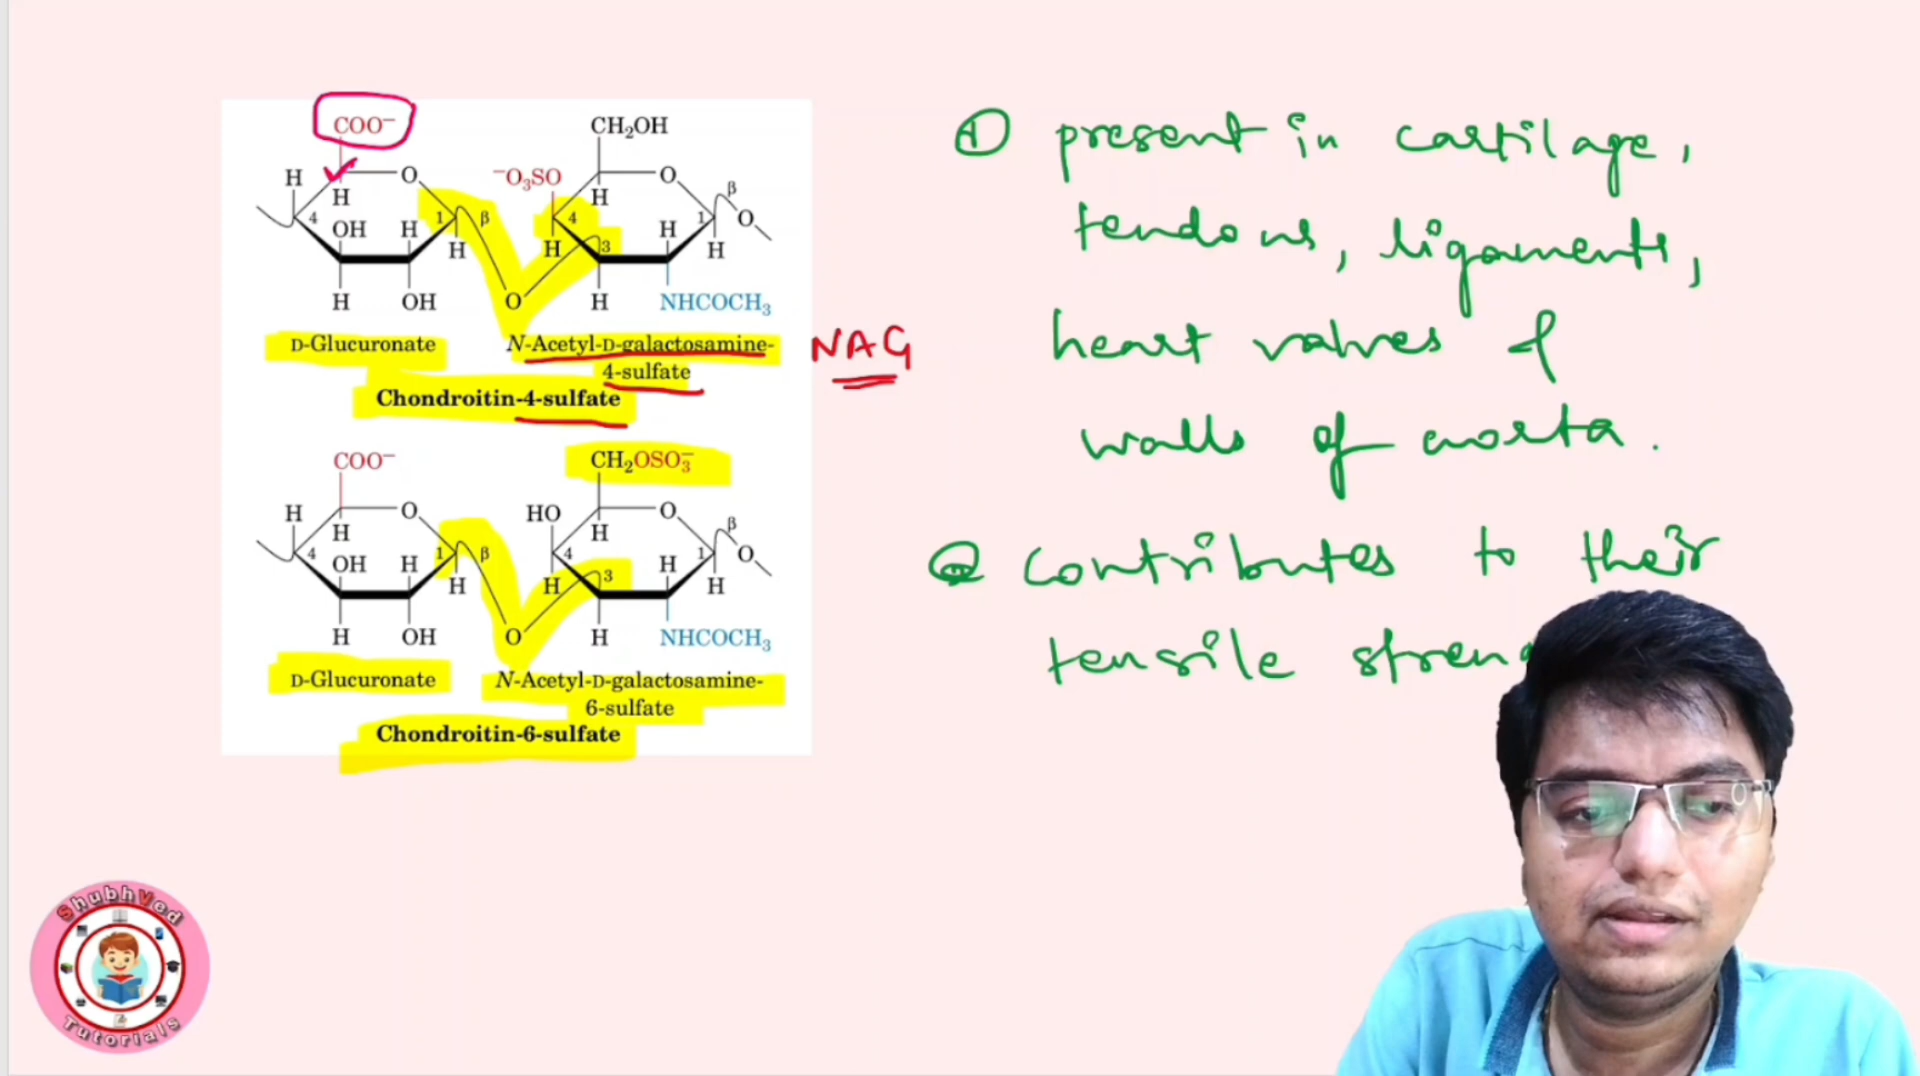 COO⁻
CH₂OH
H
O
⁻O₃SO
O
β
H
H
4
OH
H
1
β
4
H
1
O
H
H
3
H
H
OH
O
H
NHCOCH₃
D-Glucuronate
N-Acetyl-D-galactosamine-
4-sulfate
Chondroitin-4-sulfate
NAG
COO⁻
CH₂OSO₃⁻
H
O
HO
O
β
H
H
4
OH
H
1
β
4
H
1
O
H
H
3
H
H
OH
O
H
NHCOCH₃
D-Glucuronate
N-Acetyl-D-galactosamine-
6-sulfate
Chondroitin-6-sulfate
① present in cartilage,
tendons, ligaments,
heart valves &
walls of aorta.
② contributes to their
tensile
ShubhVed
Tutorials